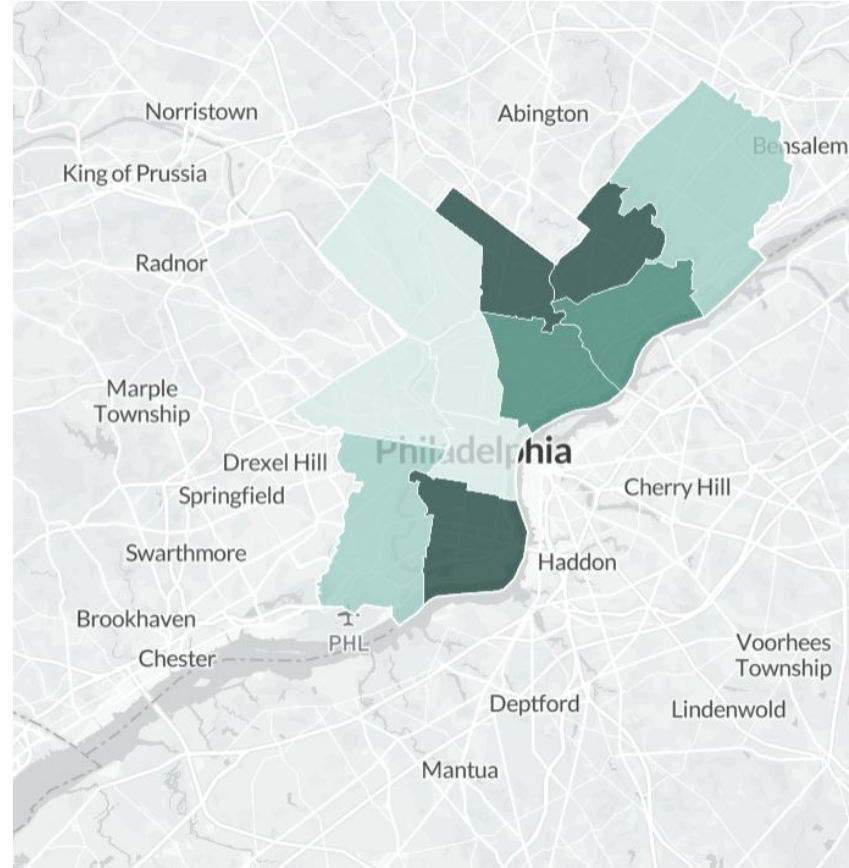 Norristown
Abington
Bensalem
King of Prussia
Radnor
Marple
Township
Philadelphia
Drexel Hill
Springfield
Cherry Hill
Swarthmore
Haddon
Brookhaven
PHL
Chester
Voorhees
Township
Deptford
Lindenwold
Mantua